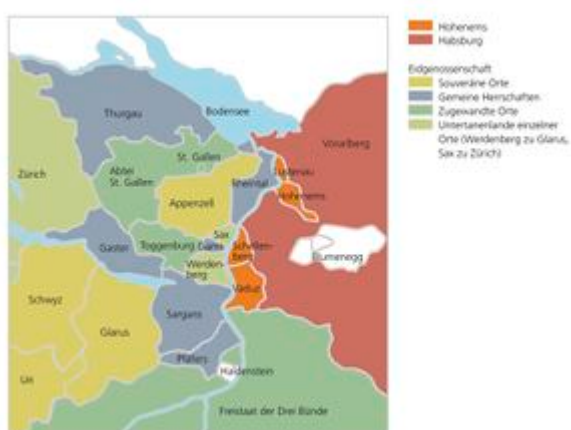 Hohenems
Habsburg
Eidgenossenschaft
Souveräne Orte
Gemeine Herrschaften
Zugewandte Orte
Untertanenlande einzelner
Orte (Werdenberg zu Glarus,
Sax zu Zürich)
Thurgau
Bodensee
Vorarlberg
St. Gallen
Zürich
Abtei
St. Gallen
Rheintal
Lustenau
Hohenems
Appenzell
Sax
Gaster
Toggenburg
Gams
Schellen-
berg
Blumenegg
Werden-
berg
Vaduz
Schwyz
Glarus
Sargans
Pfäfers
Haldenstein
Uri
Freistaat der Drei Bünde